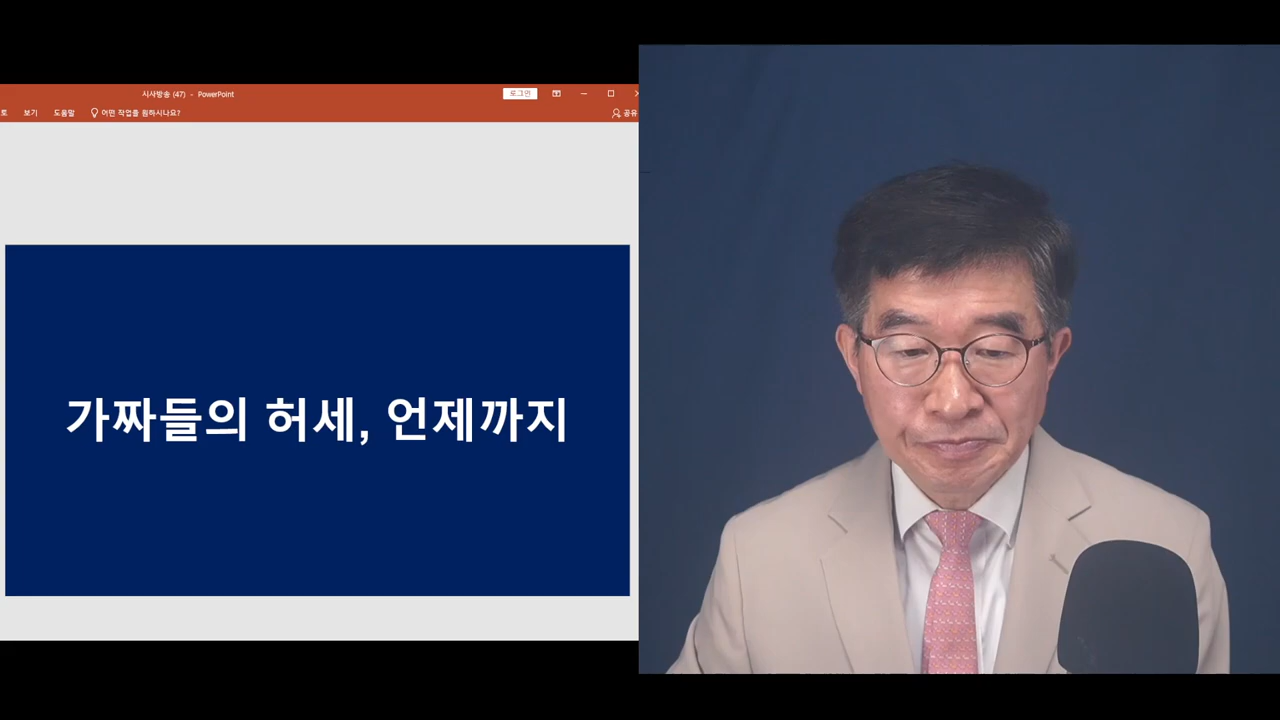 시사방송 (47) - PowerPoint
로그인
토 보기 도움말 어떤 작업을 원하시나요? 공유
가짜들의 허세, 언제까지